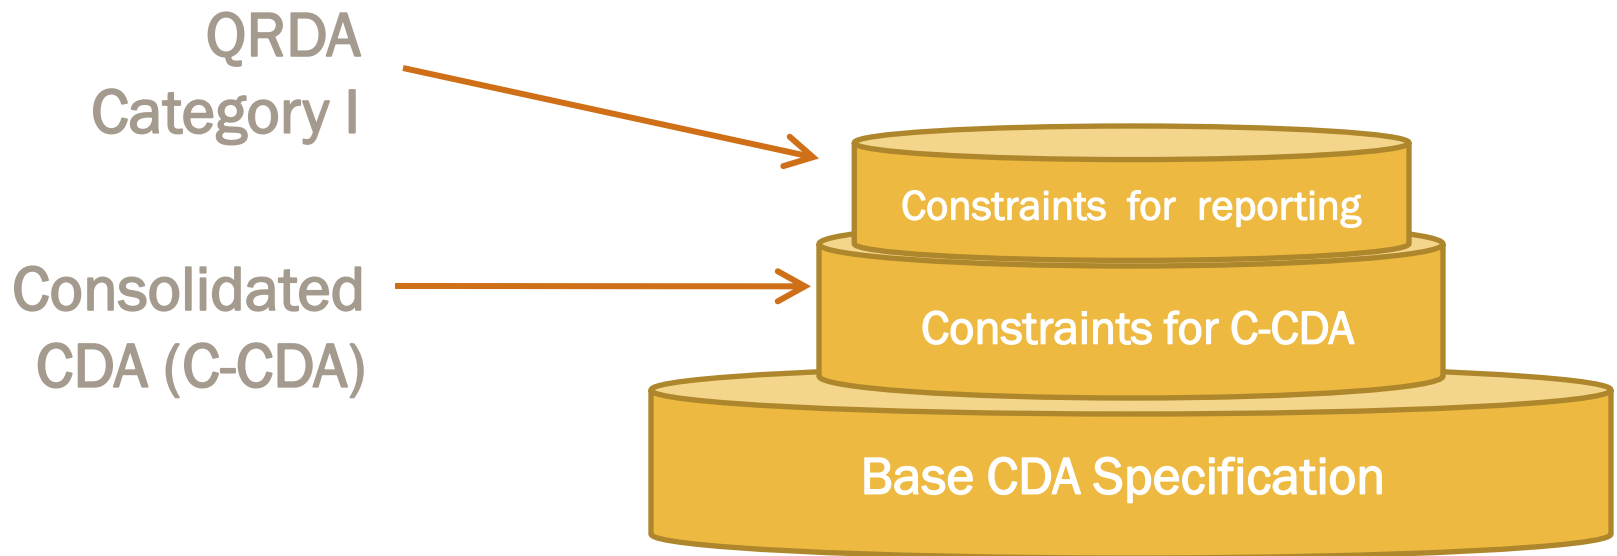 QRDA
Category I
Constraints for reporting
Consolidated
CDA (C-CDA)
Constraints for C-CDA
Base CDA Specification